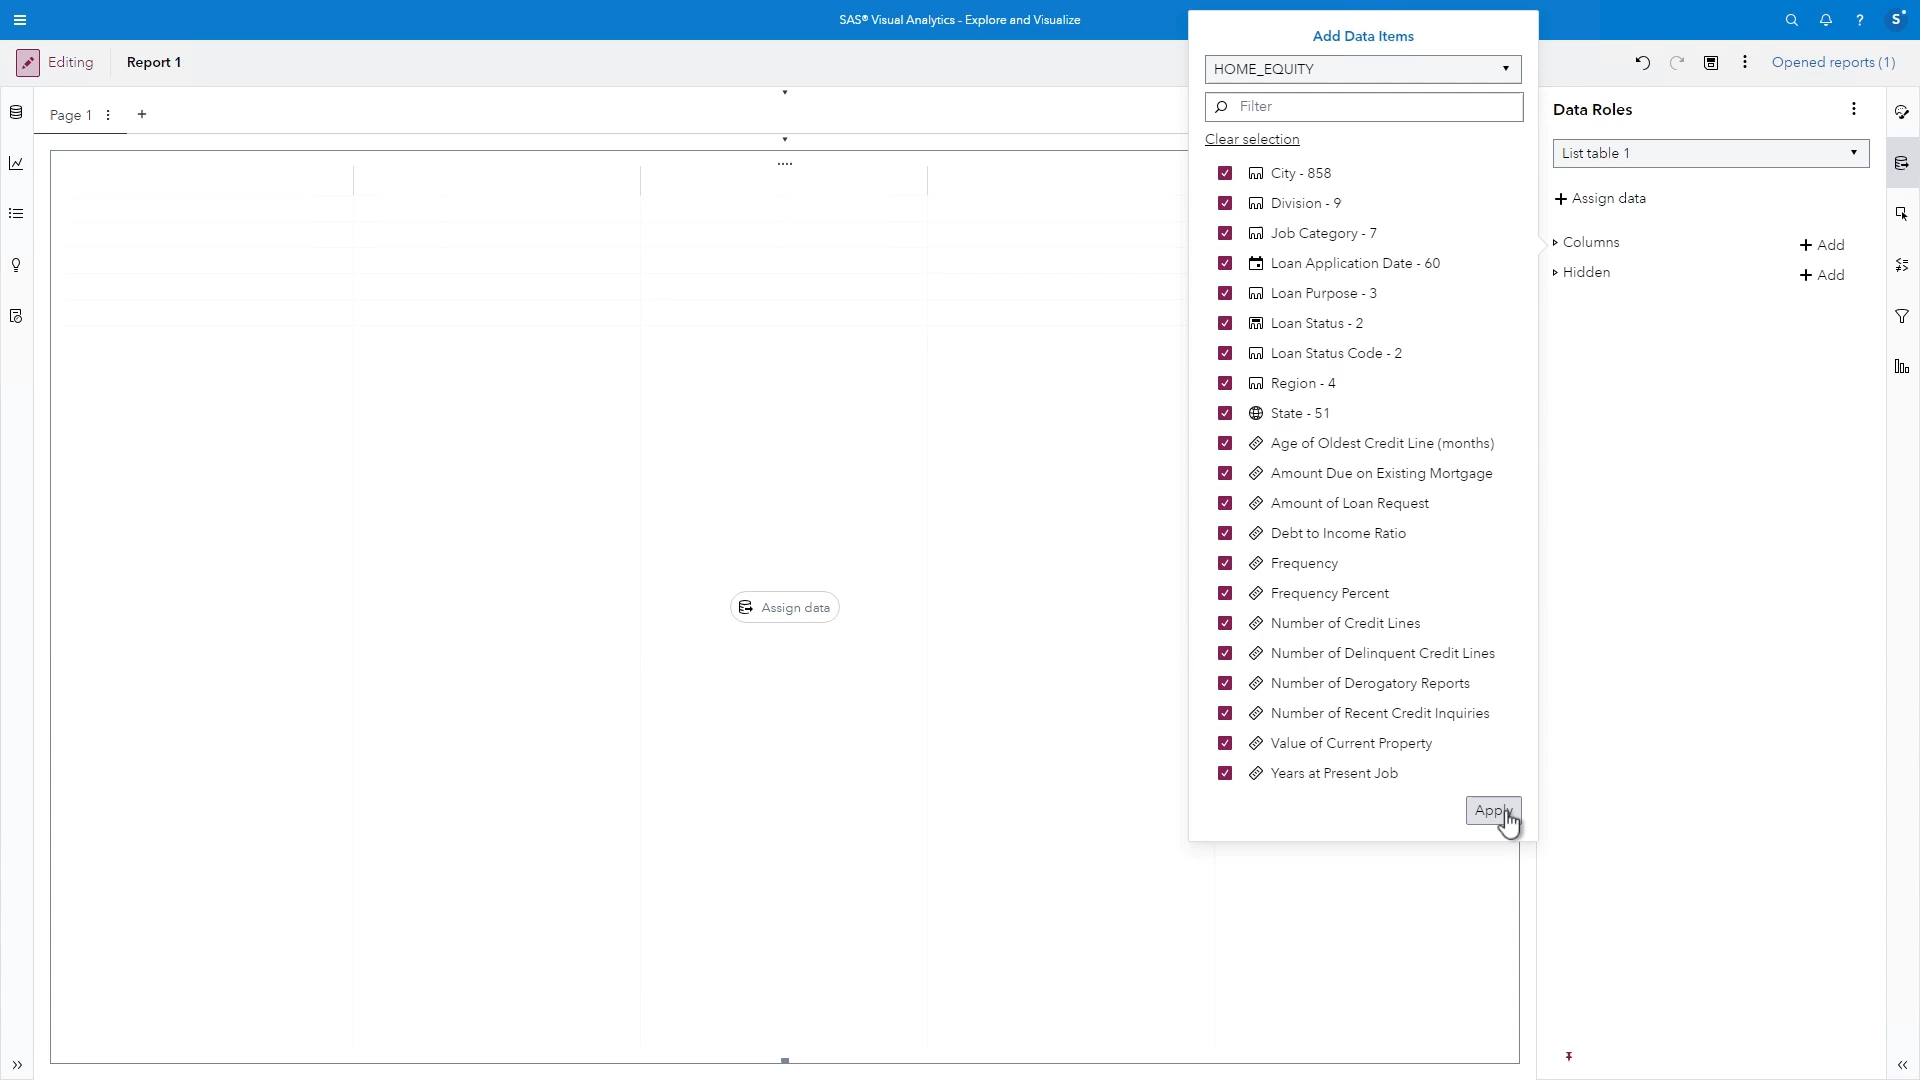 SAS® Visual Analytics - Explore and Visualize
S
Editing
Report 1
Opened reports (1)
Page 1
Assign data
Add Data Items
HOME_EQUITY
Filter
Clear selection
City - 858
Division - 9
Job Category - 7
Loan Application Date - 60
Loan Purpose - 3
Loan Status - 2
Loan Status Code - 2
Region - 4
State - 51
Age of Oldest Credit Line (months)
Amount Due on Existing Mortgage
Amount of Loan Request
Debt to Income Ratio
Frequency
Frequency Percent
Number of Credit Lines
Number of Delinquent Credit Lines
Number of Derogatory Reports
Number of Recent Credit Inquiries
Value of Current Property
Years at Present Job
Apply
Data Roles
List table 1
Assign data
Columns
Add
Hidden
Add